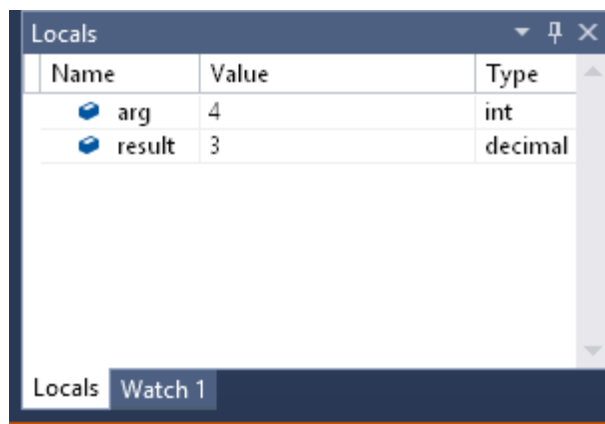 Locals
Name Value Type
arg 4 int
result 3 decimal
Locals Watch 1